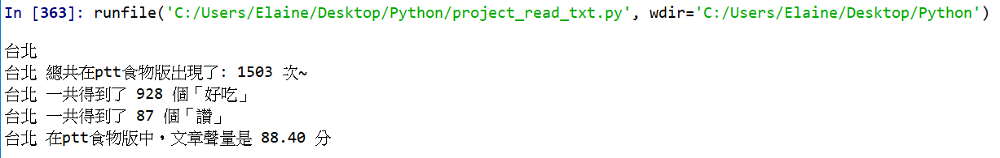 In [363]: runfile('C:/Users/Elaine/Desktop/Python/project_read_txt.py', wdir='C:/Users/Elaine/Desktop/Python')
台北
台北 總共在ptt食物版出現了: 1503 次~
台北 一共得到了 928 個「好吃」
台北 一共得到了 87 個「讚」
台北 在ptt食物版中，文章聲量是 88.40 分